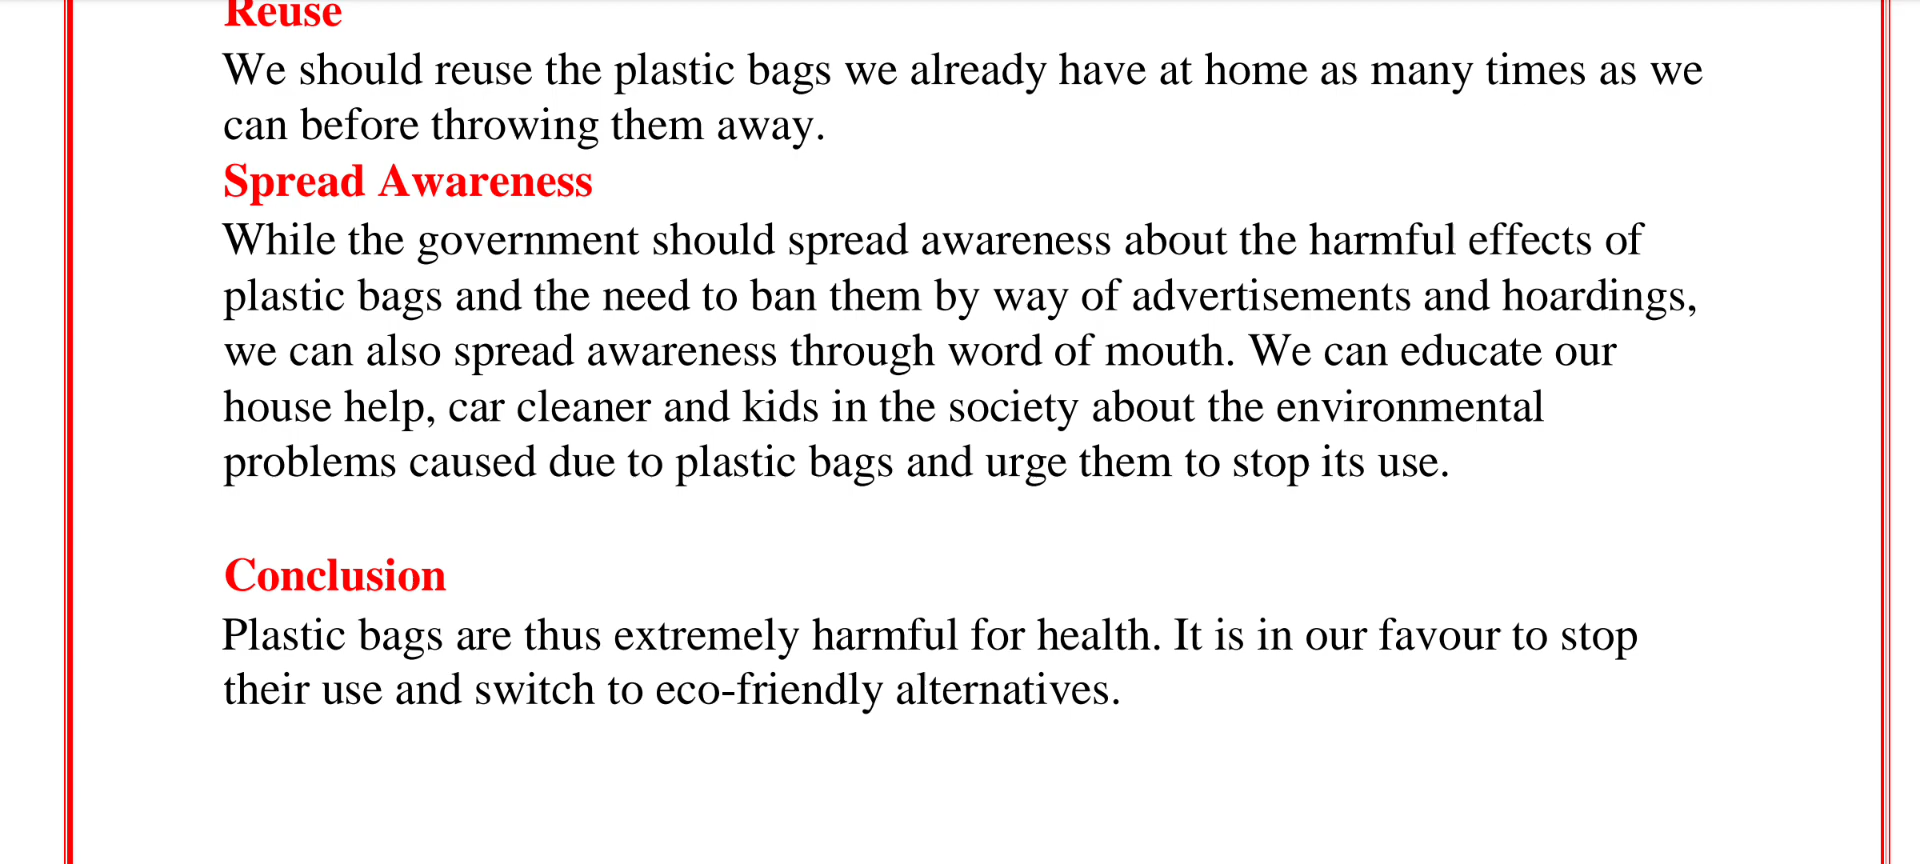 Reuse
We should reuse the plastic bags we already have at home as many times as we
can before throwing them away.
Spread Awareness
While the government should spread awareness about the harmful effects of
plastic bags and the need to ban them by way of advertisements and hoardings,
we can also spread awareness through word of mouth. We can educate our
house help, car cleaner and kids in the society about the environmental
problems caused due to plastic bags and urge them to stop its use.
Conclusion
Plastic bags are thus extremely harmful for health. It is in our favour to stop
their use and switch to eco-friendly alternatives.